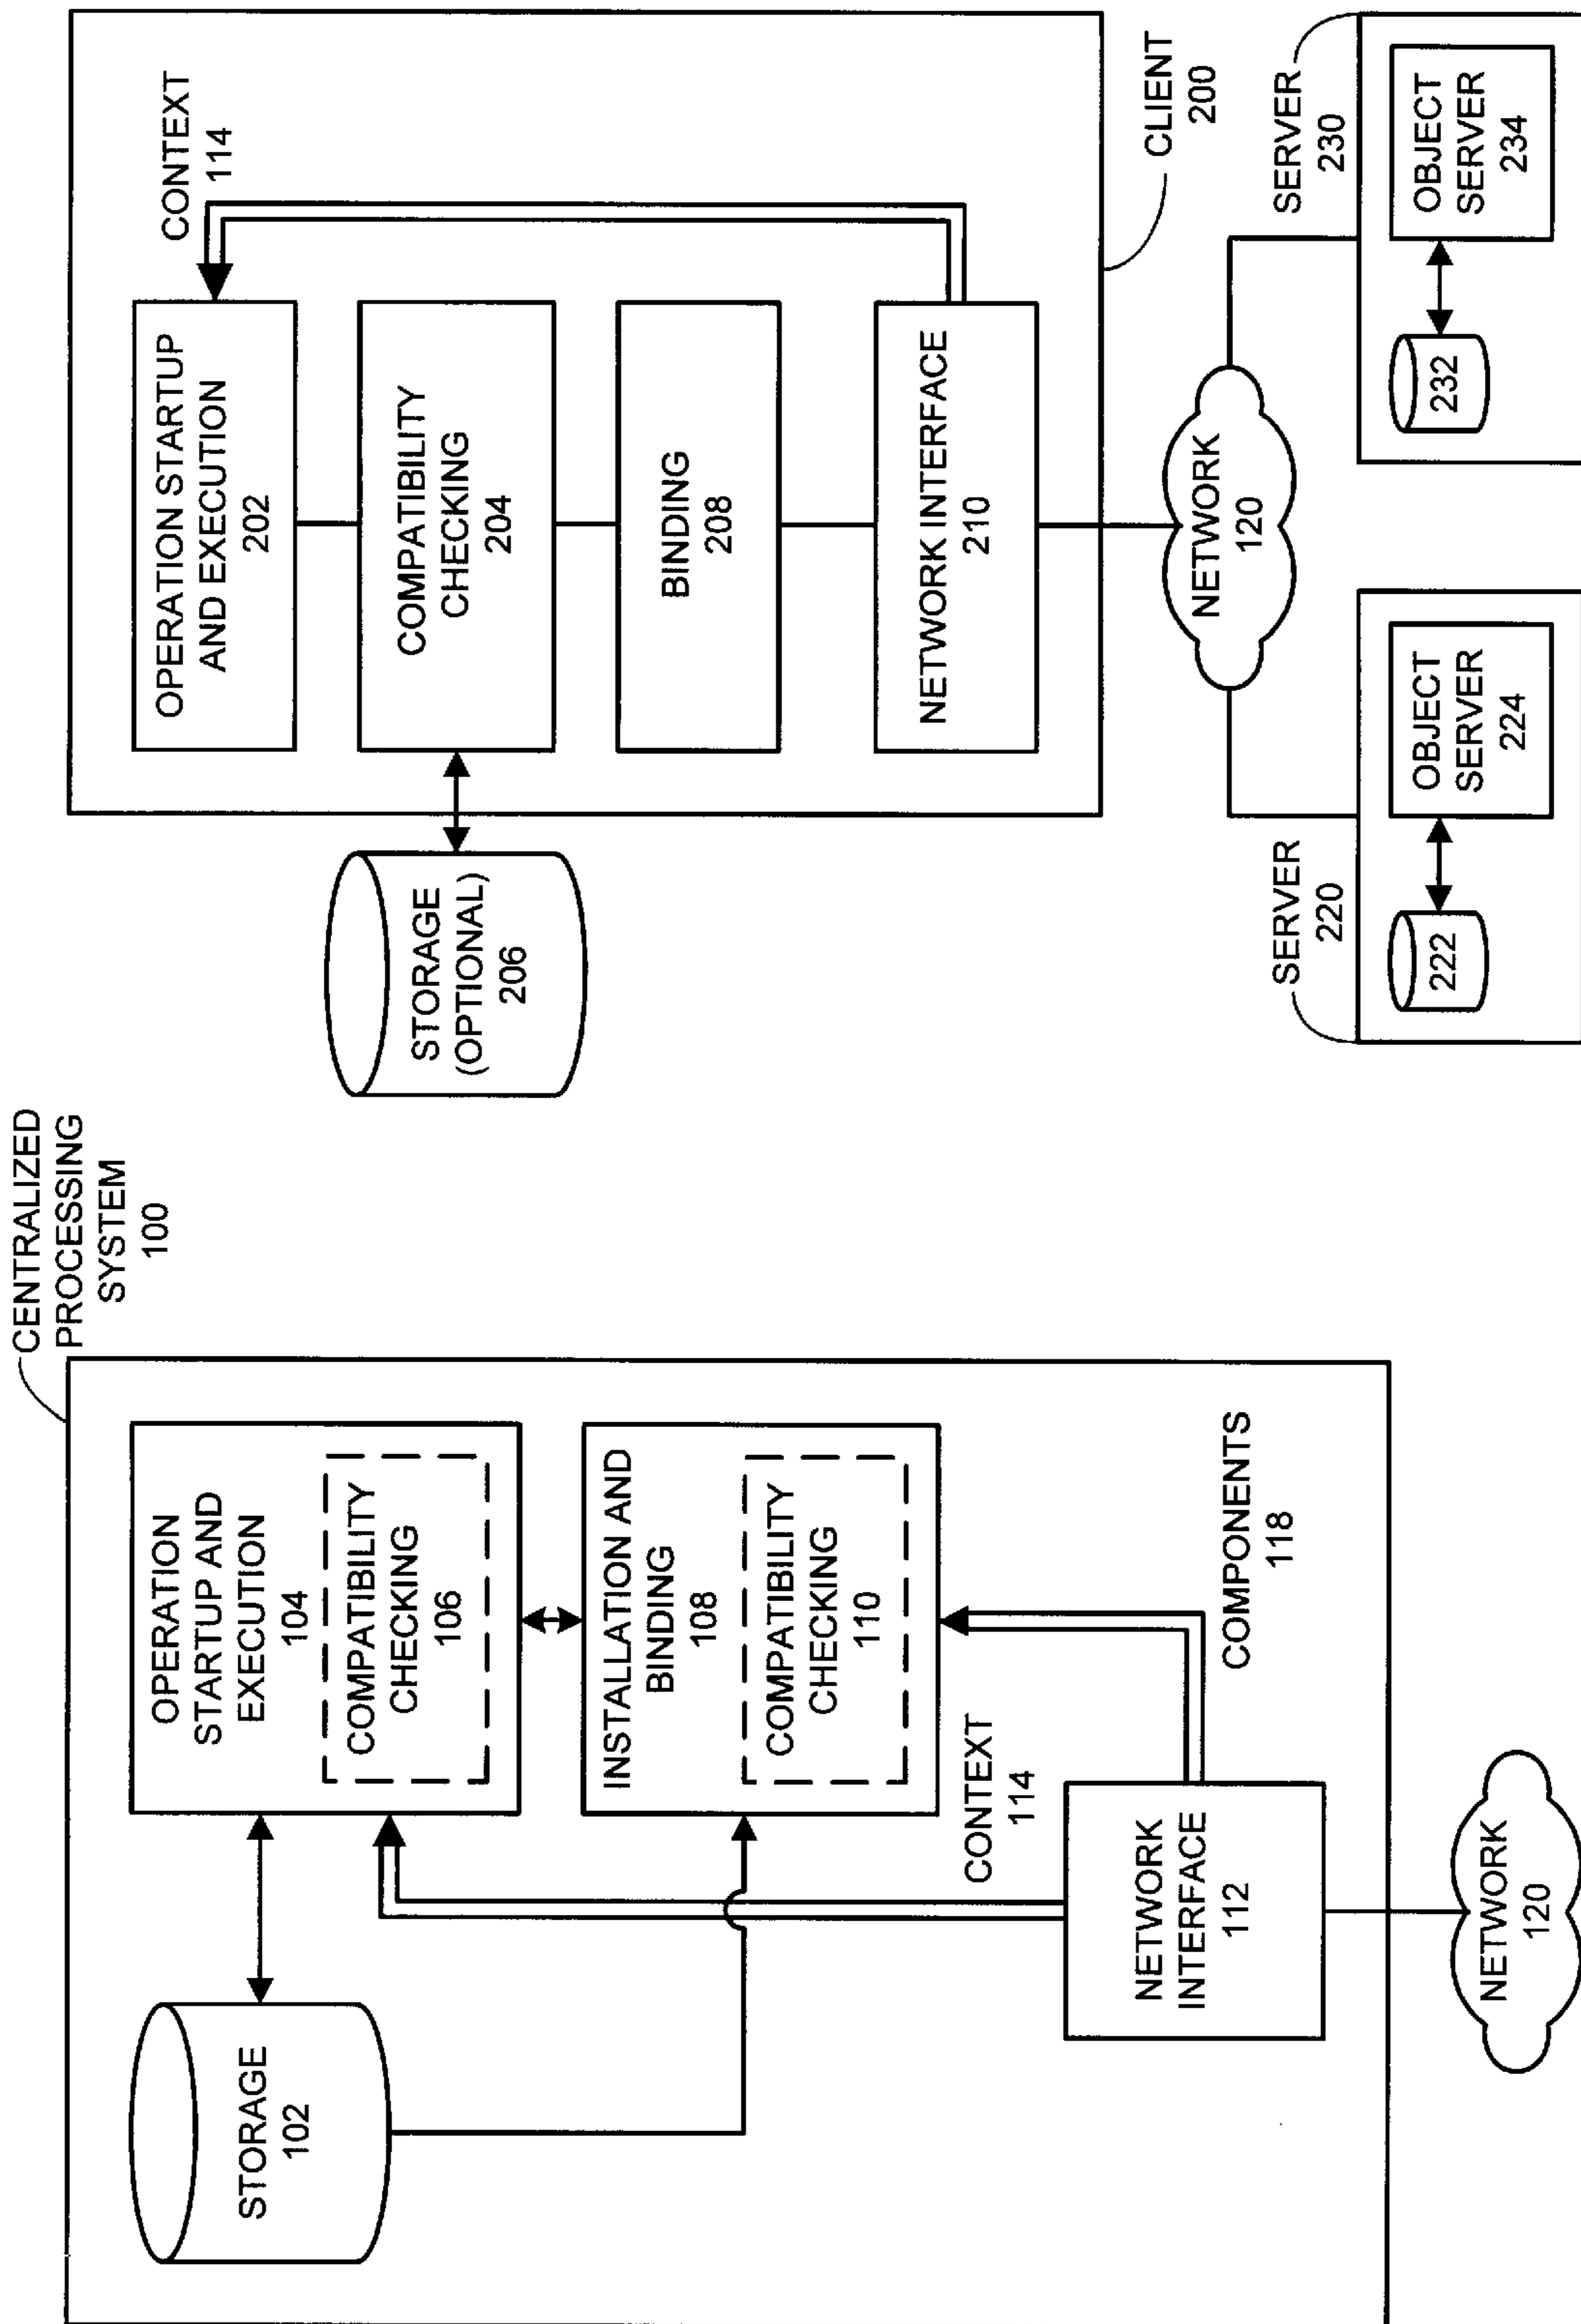 CENTRALIZED
PROCESSING
SYSTEM
100
STORAGE
102
OPERATION
STARTUP AND
EXECUTION
104
COMPATIBILITY
CHECKING
106
INSTALLATION AND
BINDING
108
COMPATIBILITY
CHECKING
110
CONTEXT
114
COMPONENTS
118
NETWORK
INTERFACE
112
NETWORK
120
CONTEXT
114
OPERATION STARTUP
AND EXECUTION
202
STORAGE
(OPTIONAL)
206
COMPATIBILITY
CHECKING
204
BINDING
208
NETWORK INTERFACE
210
CLIENT
200
NETWORK
120
SERVER
220
222
OBJECT
SERVER
224
SERVER
230
232
OBJECT
SERVER
234